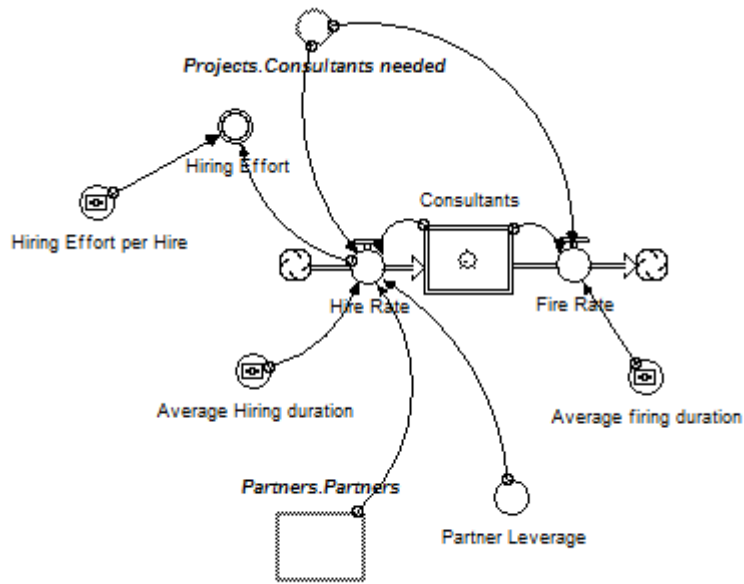 Projects.Consultants needed
Hiring Effort
Consultants
Hiring Effort per Hire
Hire Rate
Fire Rate
Average Hiring duration
Average firing duration
Partners.Partners
Partner Leverage